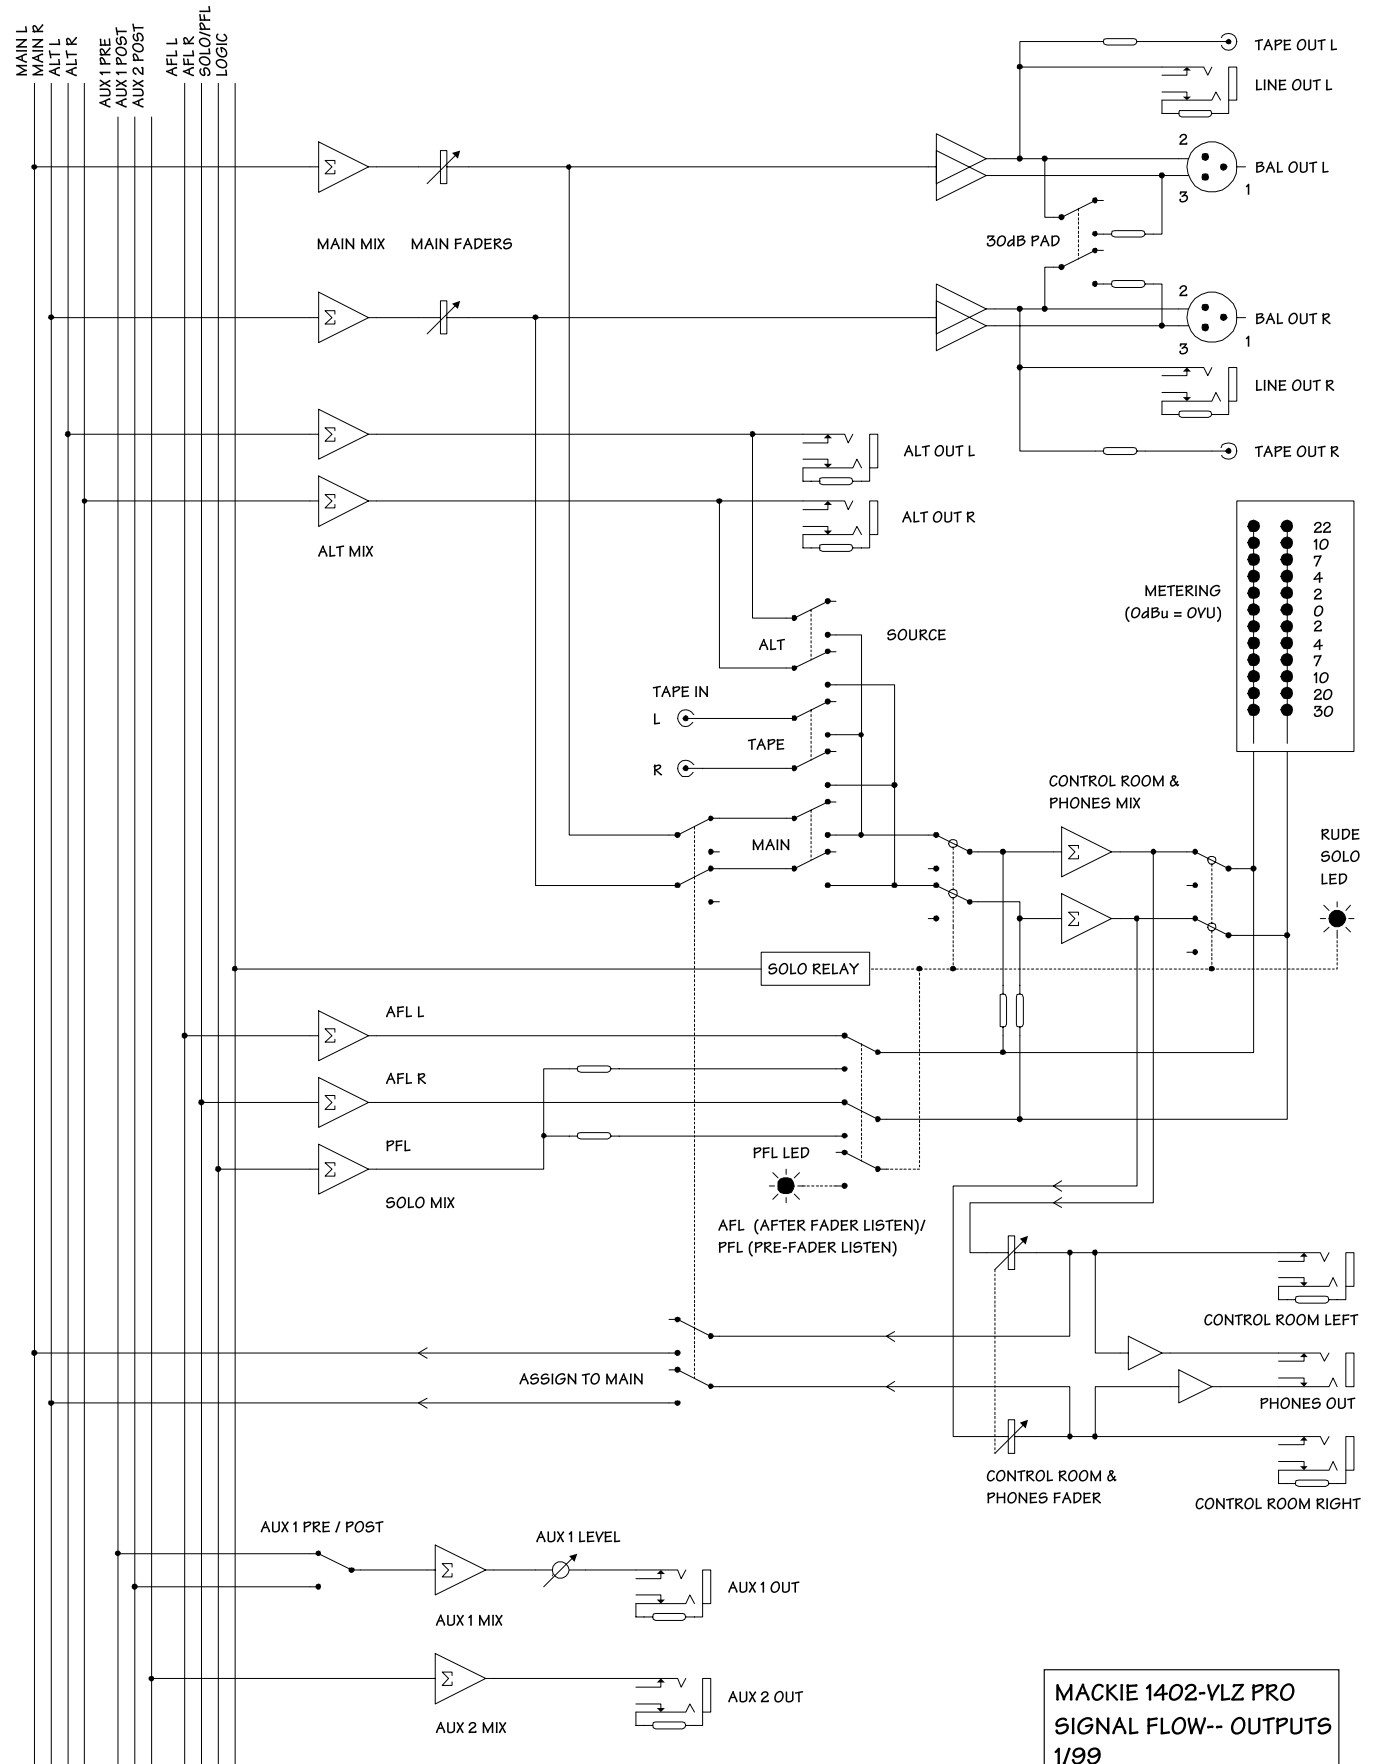 MAIN L
MAIN R
ALT L
ALT R
AUX 1 PRE
AUX 1 POST
AUX 2 POST
AFL L
AFL R
SOLO/PFL
LOGIC
TAPE OUT L
LINE OUT L
Σ
2
3
1
BAL OUT L
MAIN MIX
MAIN FADERS
30dB PAD
Σ
2
3
1
BAL OUT R
LINE OUT R
Σ
ALT OUT L
TAPE OUT R
Σ
ALT OUT R
ALT MIX
METERING
(0dBu = 0VU)
22
10
7
4
2
0
2
4
7
10
20
30
ALT
SOURCE
TAPE IN
L
TAPE
R
CONTROL ROOM &
PHONES MIX
MAIN
Σ
Σ
RUDE
SOLO
LED
SOLO RELAY
AFL L
Σ
AFL R
Σ
PFL
Σ
SOLO MIX
PFL LED
AFL (AFTER FADER LISTEN)/
PFL (PRE-FADER LISTEN)
CONTROL ROOM LEFT
ASSIGN TO MAIN
PHONES OUT
CONTROL ROOM &
PHONES FADER
CONTROL ROOM RIGHT
AUX 1 PRE / POST
AUX 1 LEVEL
Σ
AUX 1 OUT
AUX 1 MIX
Σ
AUX 2 OUT
AUX 2 MIX
MACKIE 1402-VLZ PRO
SIGNAL FLOW-- OUTPUTS
1/99